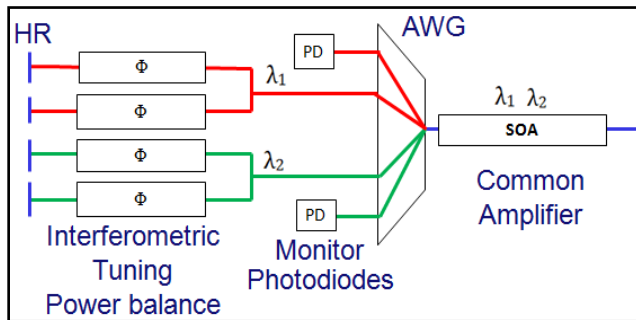 HR
AWG
PD
Φ
λ1
λ1 λ2
Φ
SOA
Φ
λ2
Common
Amplifier
Φ
PD
Interferometric
Tuning
Power balance
Monitor
Photodiodes